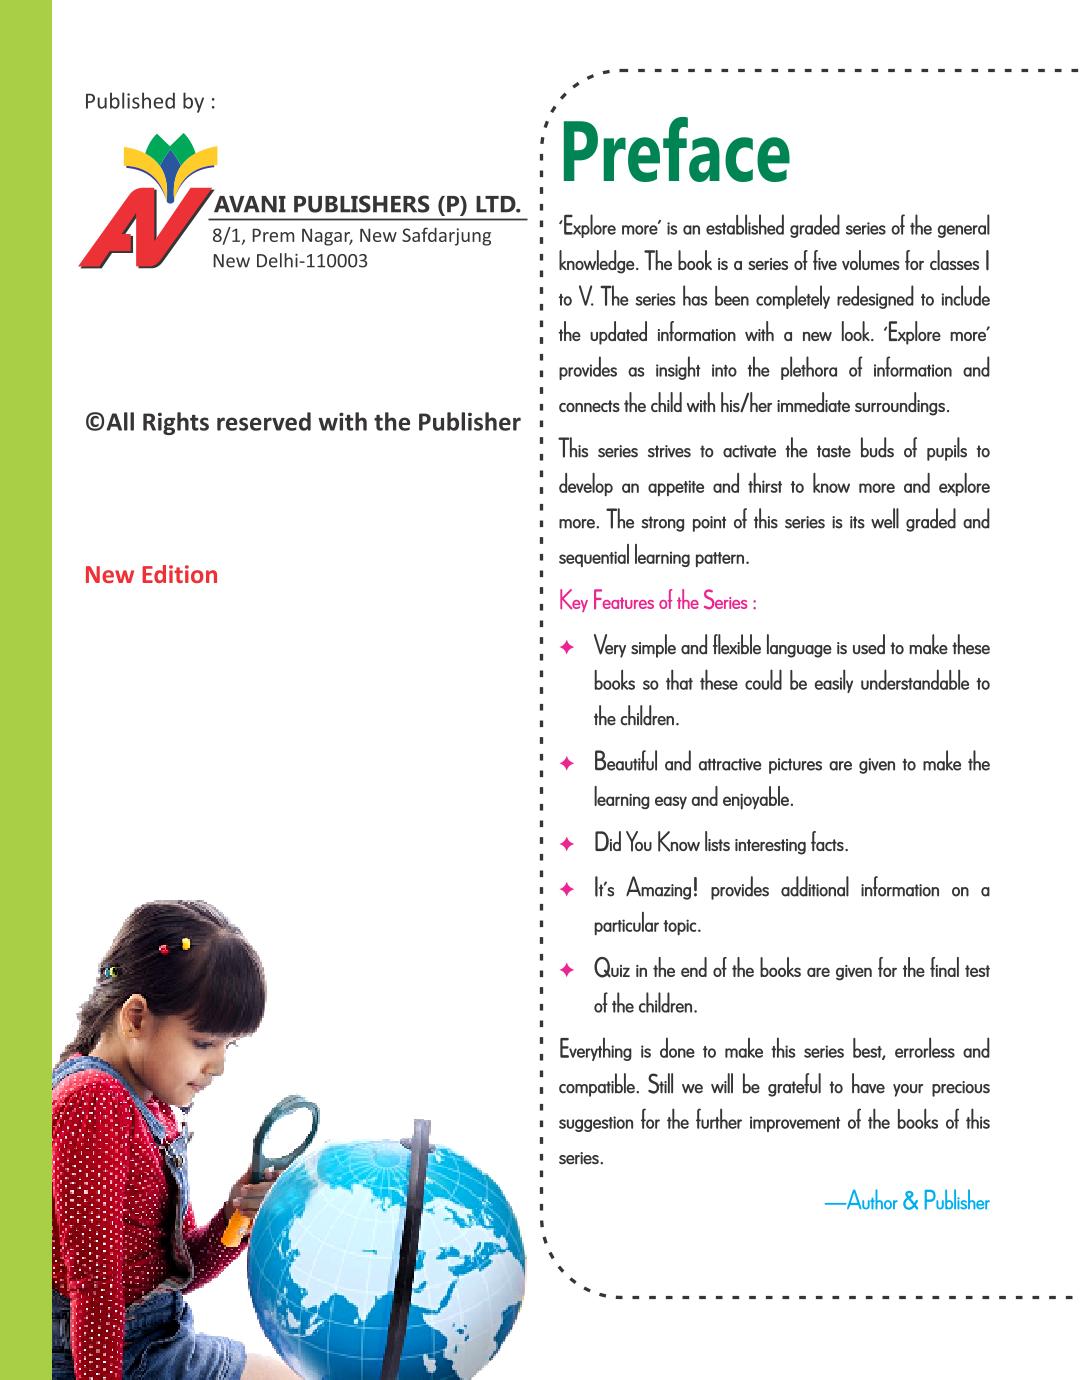 Published by :
AV
AVANI PUBLISHERS (P) LTD.
8/1, Prem Nagar, New Safdarjung
New Delhi-110003
©All Rights reserved with the Publisher
New Edition
Preface
‘Explore more’ is an established graded series of the general
knowledge. The book is a series of five volumes for classes I
to V. The series has been completely redesigned to include
the updated information with a new look. ‘Explore more’
provides as insight into the plethora of information and
connects the child with his/her immediate surroundings.
This series strives to activate the taste buds of pupils to
develop an appetite and thirst to know more and explore
more. The strong point of this series is its well graded and
sequential learning pattern.
Key Features of the Series :
✦ Very simple and flexible language is used to make these
books so that these could be easily understandable to
the children.
✦ Beautiful and attractive pictures are given to make the
learning easy and enjoyable.
✦ Did You Know lists interesting facts.
✦ It’s Amazing! provides additional information on a
particular topic.
✦ Quiz in the end of the books are given for the final test
of the children.
Everything is done to make this series best, errorless and
compatible. Still we will be grateful to have your precious
suggestion for the further improvement of the books of this
series.
—Author & Publisher